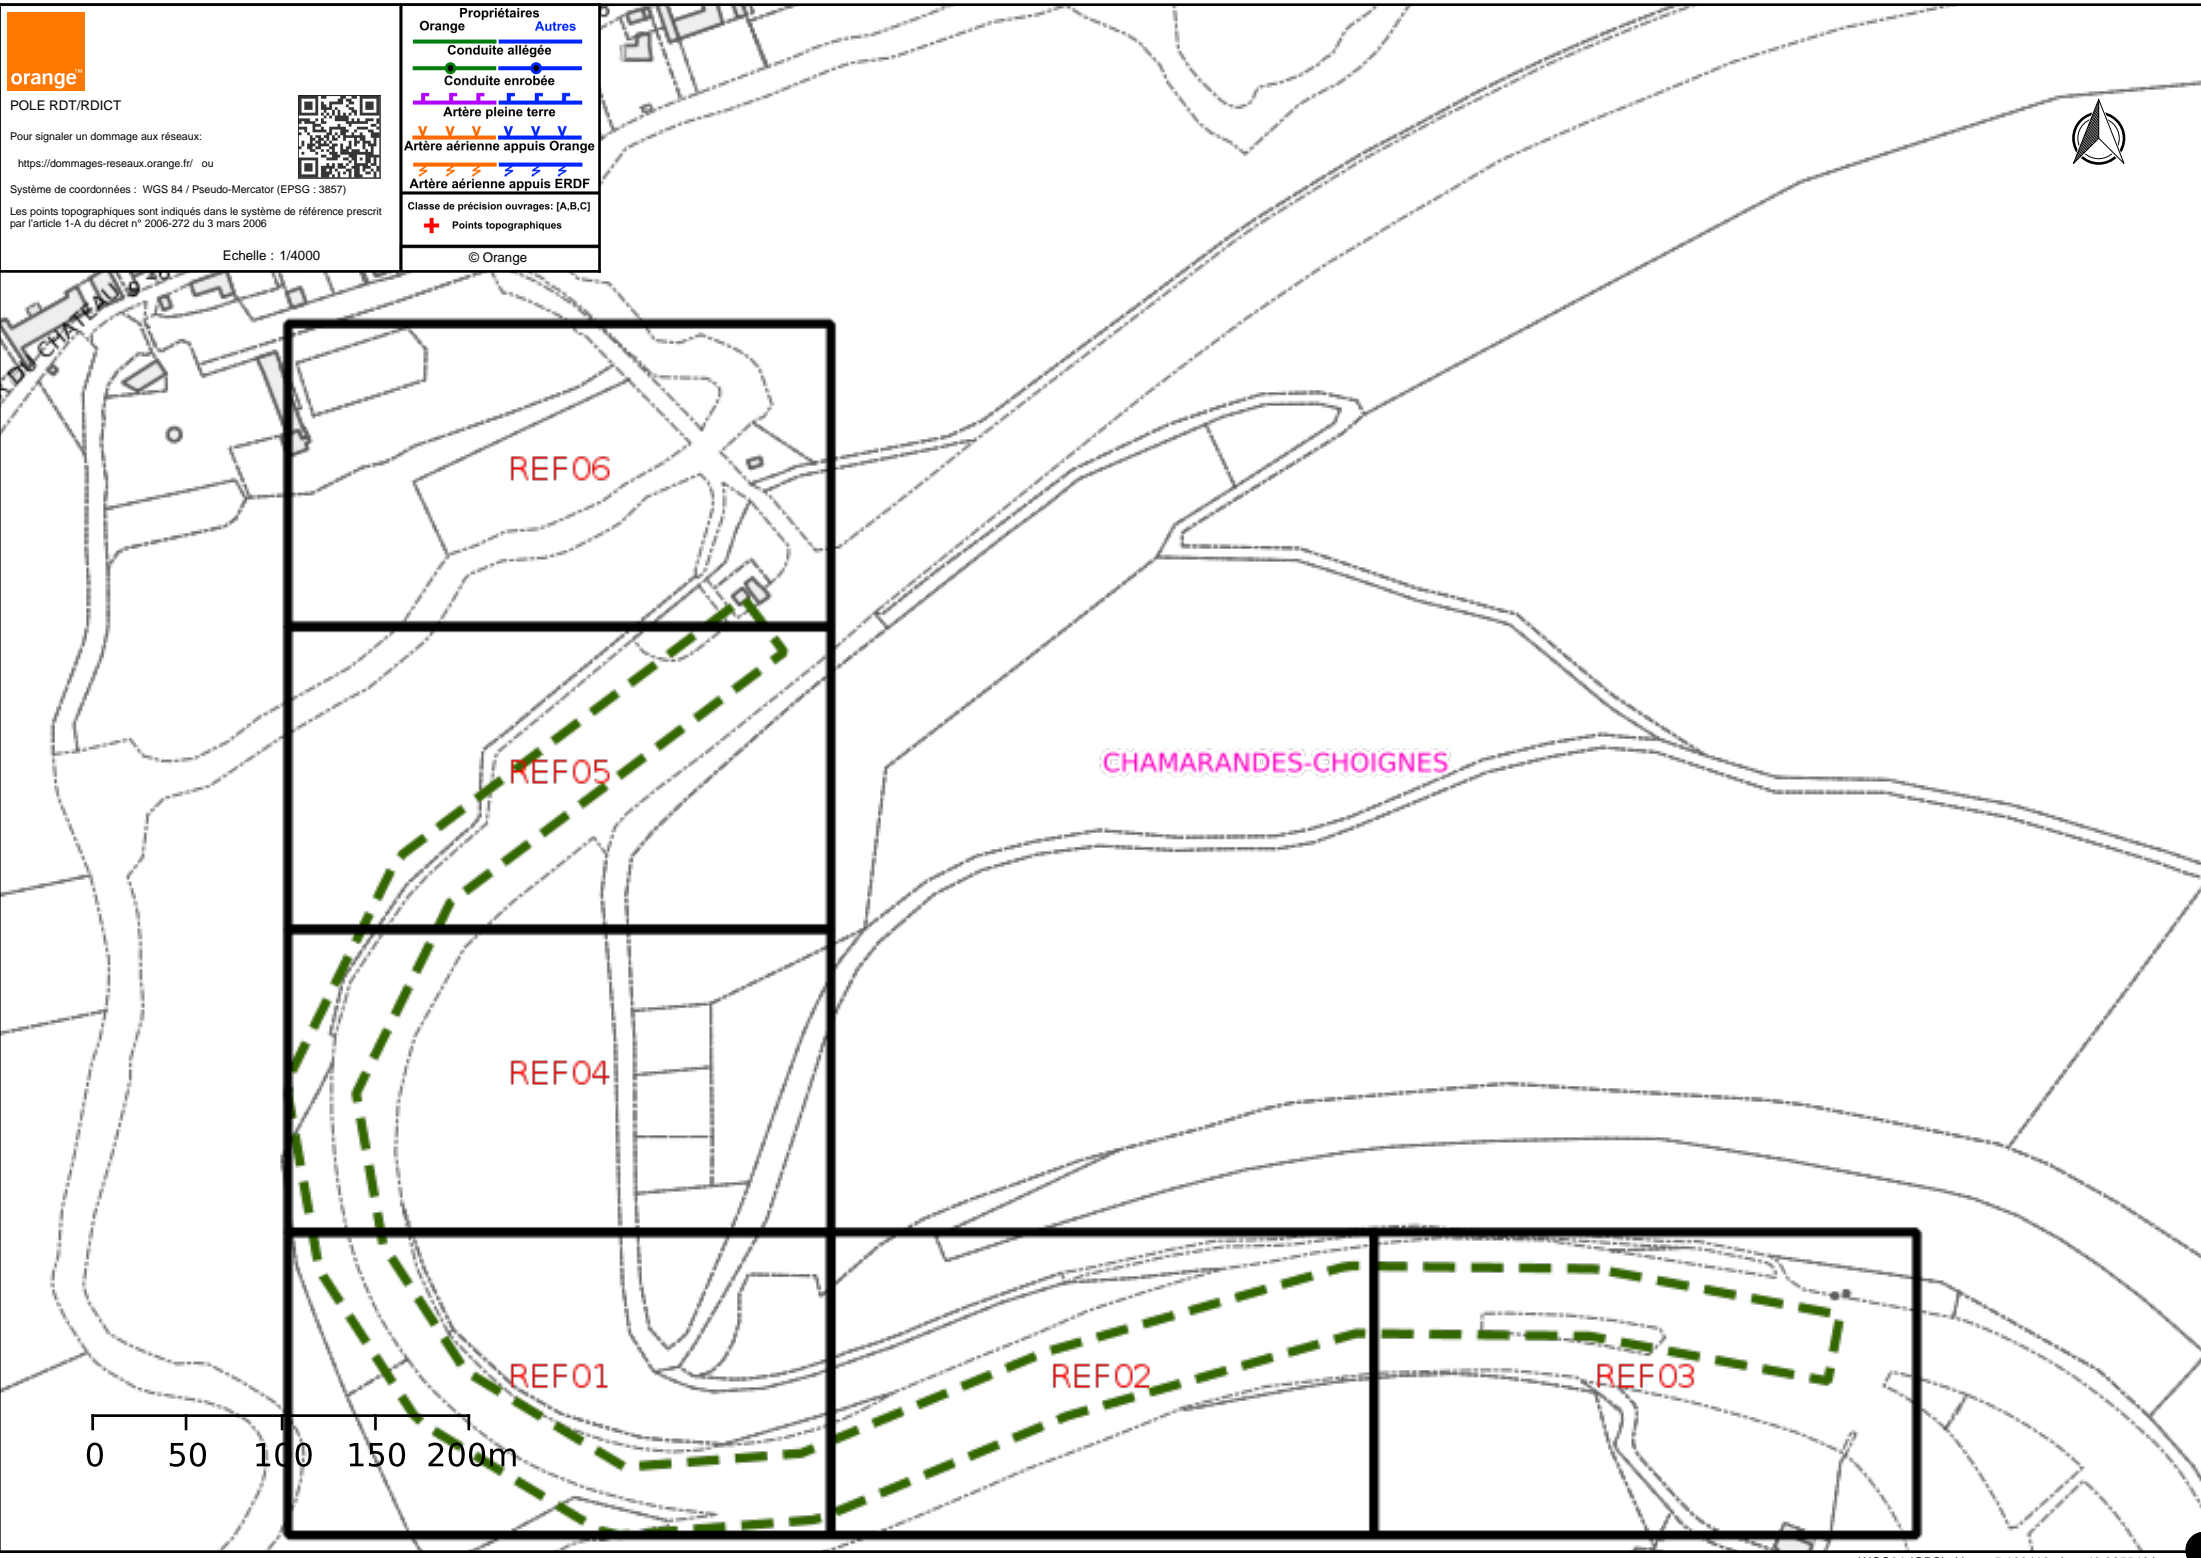 orange™
POLE RDT/RDICT
Pour signaler un dommage aux réseaux:
https://dommages-reseaux.orange.fr/ ou
Système de coordonnées : WGS 84 / Pseudo-Mercator (EPSG : 3857)
Les points topographiques sont indiqués dans le système de référence prescrit
par l'article 1-A du décret n° 2006-272 du 3 mars 2006
Echelle : 1/4000
Propriétaires
Orange Autres
Conduite allégée
Conduite enrobée
Artère pleine terre
Artère aérienne appuis Orange
Artère aérienne appuis ERDF
Classe de précision ouvrages: [A,B,C]
Points topographiques
© Orange
DU CHATEAU 9
REF06
REF05
CHAMARANDES-CHOIGNES
REF04
REF01
REF02
REF03
0 50 100 150 200m